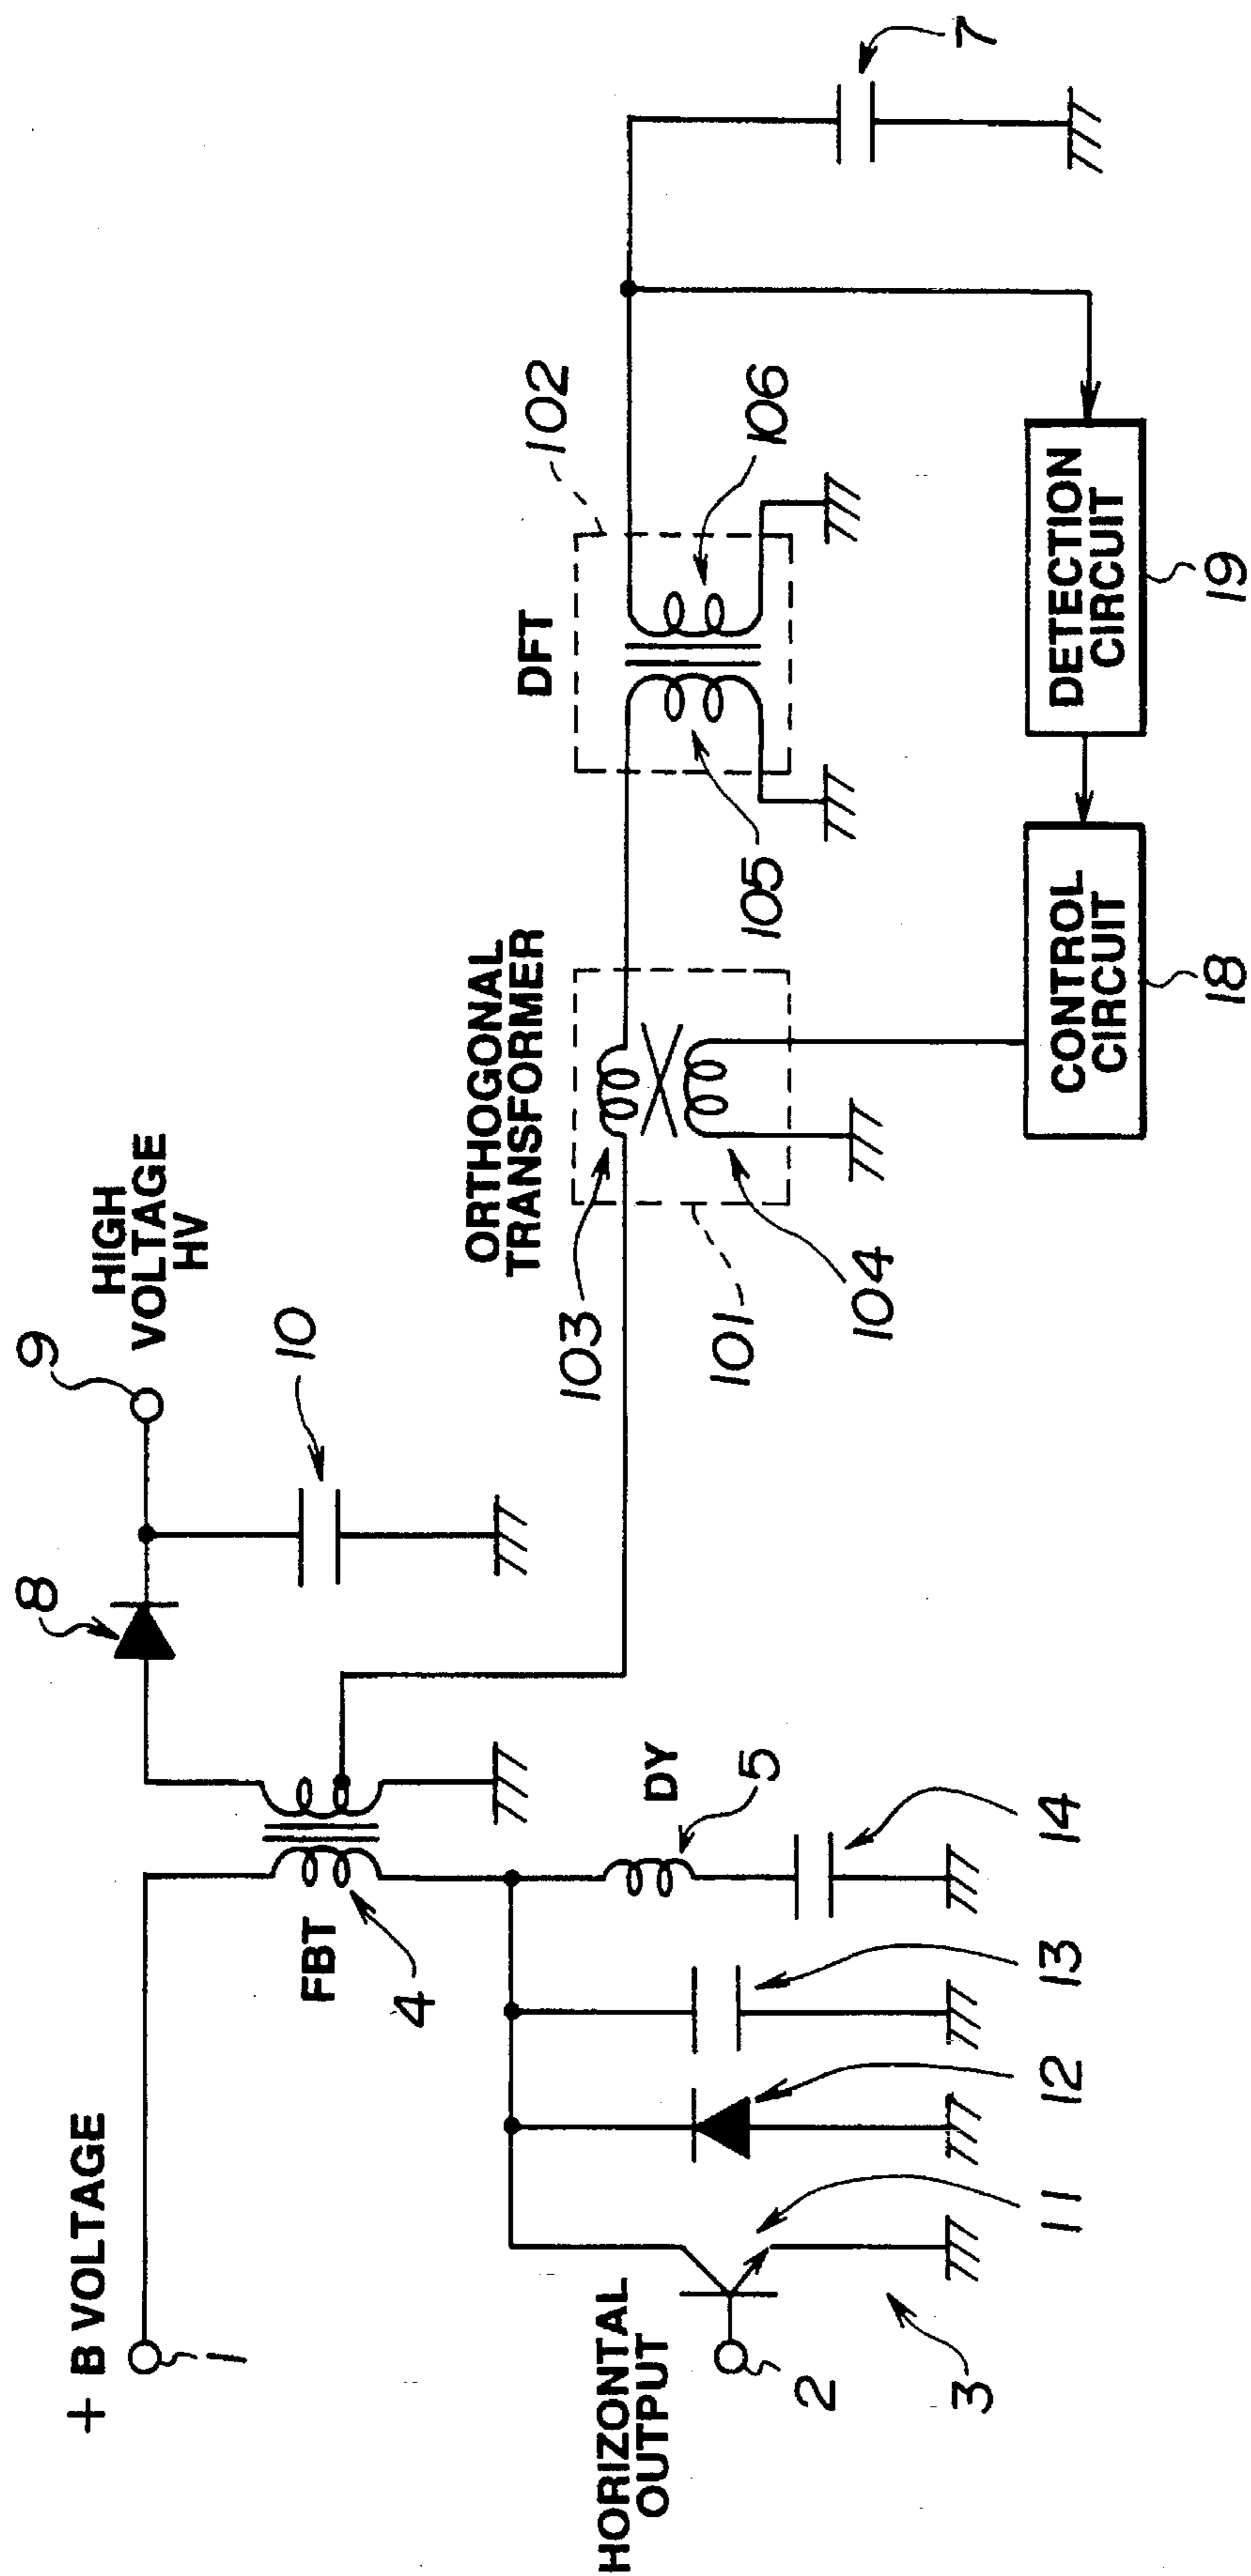 + B VOLTAGE
1
HORIZONTAL
OUTPUT
2
3
FBT
4
11
12
13
14
DY
5
8
9
HIGH
VOLTAGE
HV
10
ORTHOGONAL
TRANSFORMER
103
101
104
DFT
102
105
106
7
CONTROL
CIRCUIT
18
DETECTION
CIRCUIT
19